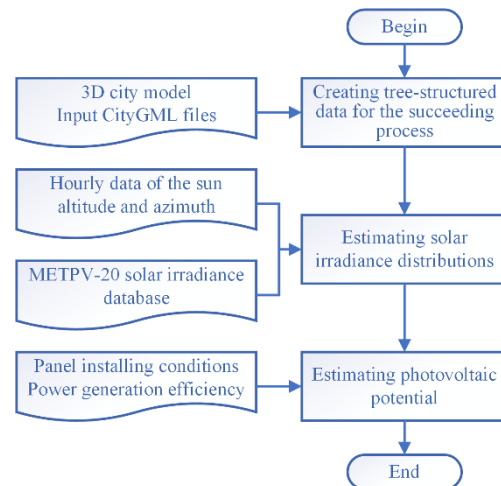 Begin
3D city model
Input CityGML files
Creating tree-structured
data for the succeeding
process
Hourly data of the sun
altitude and azimuth
METPV-20 solar irradiance
database
Estimating solar
irradiance distributions
Panel installing conditions
Power generation efficiency
Estimating photovoltaic
potential
End